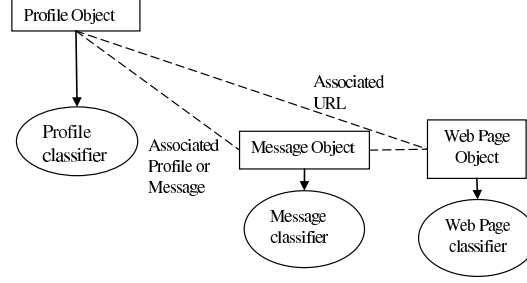 Profile Object
Associated
URL
Profile
classifier
Associated
Profile or
Message
Message Object
Web Page
Object
Message
classifier
Web Page
classifier